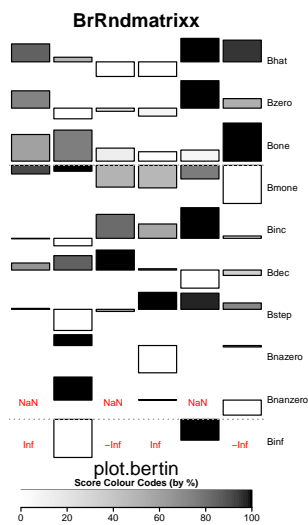 BrRndmatrixx
Bhat
Bzero
Bone
Bmone
Binc
Bdec
Bstep
Bnazero
NaN NaN NaN Bnanzero
Inf −Inf Inf −Inf Binf
plot.bertin
Score Colour Codes (by %)
0 20 40 60 80 100